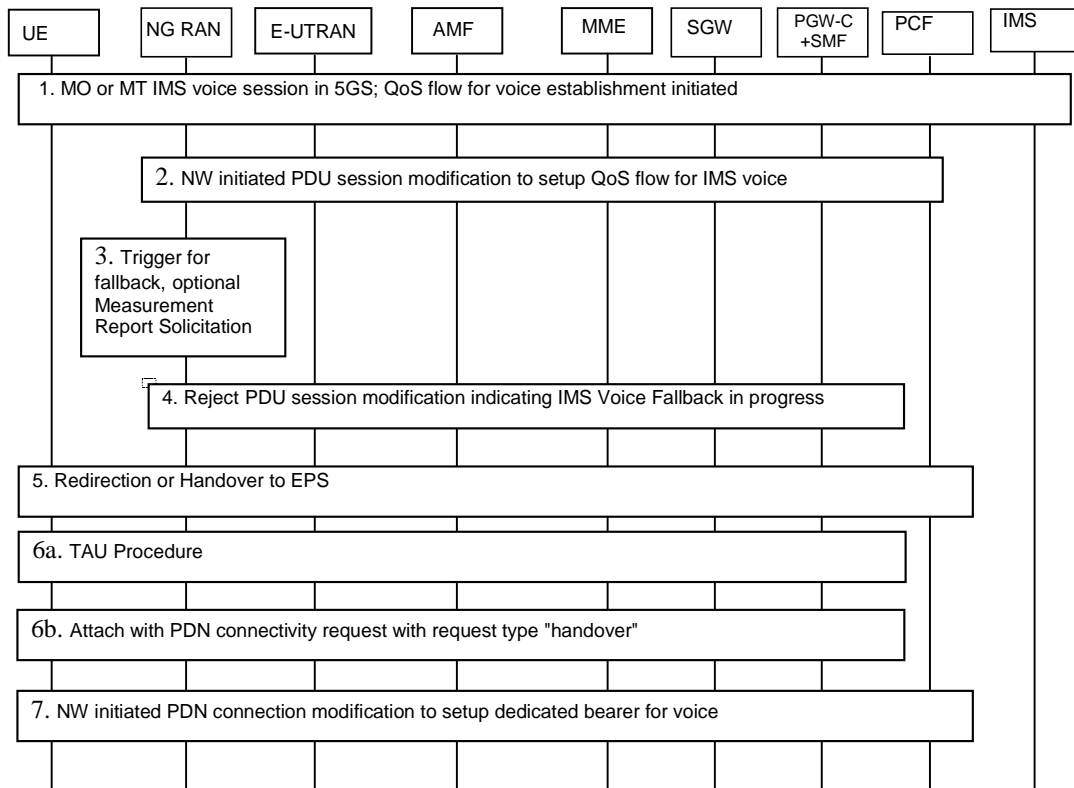 UE
NG RAN
E-UTRAN
AMF
MME
SGW
PGW-C
+SMF
PCF
IMS
1. MO or MT IMS voice session in 5GS; QoS flow for voice establishment initiated
2. NW initiated PDU session modification to setup QoS flow for IMS voice
3. Trigger for
fallback, optional
Measurement
Report Solicitation
4. Reject PDU session modification indicating IMS Voice Fallback in progress
5. Redirection or Handover to EPS
6a. TAU Procedure
6b. Attach with PDN connectivity request with request type "handover"
7. NW initiated PDN connection modification to setup dedicated bearer for voice